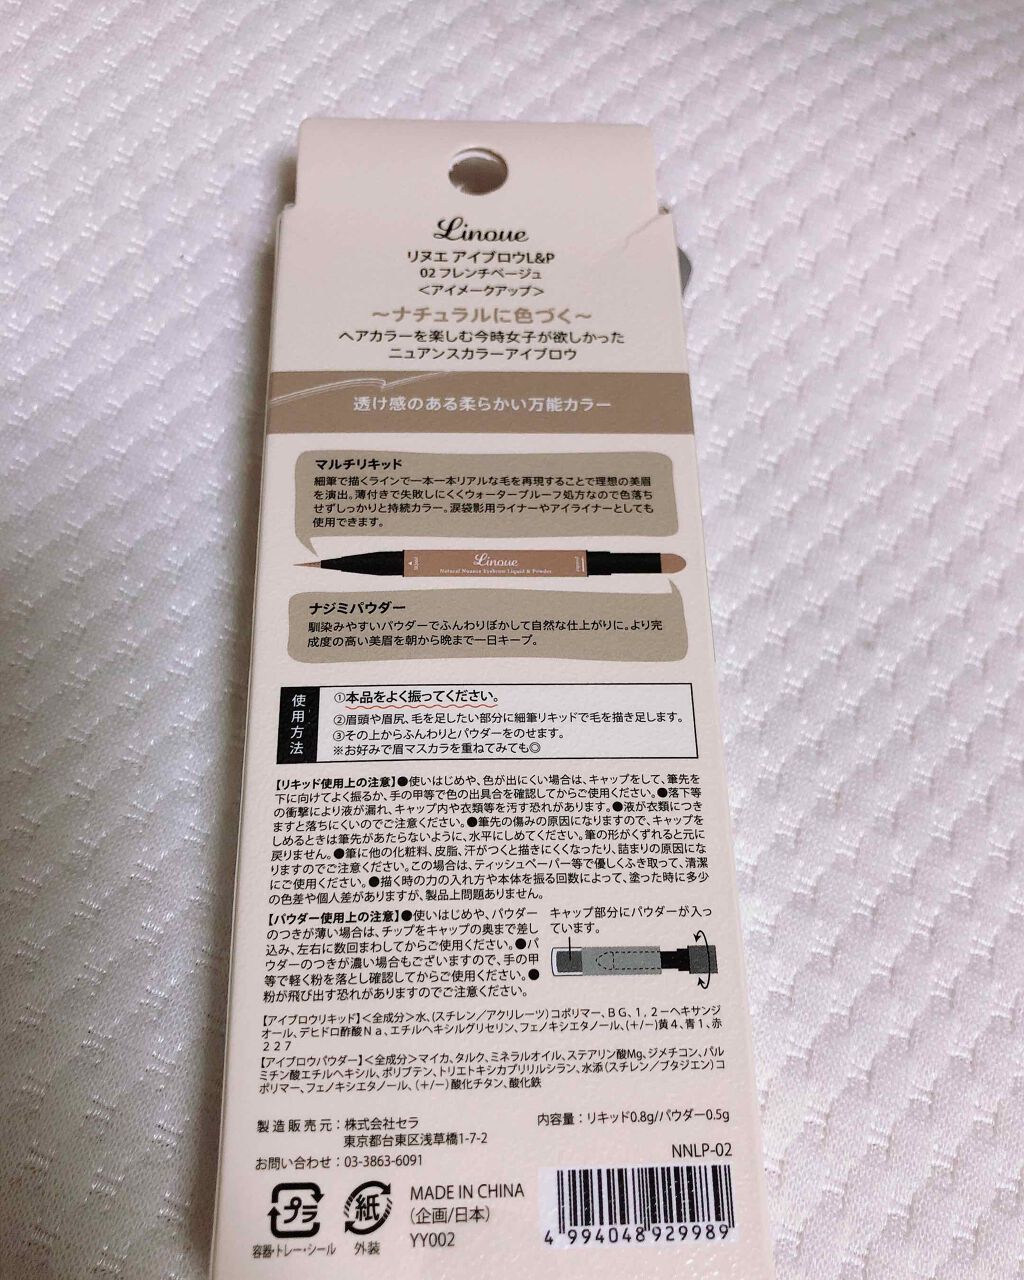 Linoue
リヌエ アイブロウL&P
02 フレンチベージュ
<アイメークアップ>
～ナチュラルに色づく～
ヘアカラーを楽しむ今時女子が欲しかった
ニュアンスカラーアイブロウ
透け感のある柔らかい万能カラー
マルチリキッド
細筆で描くラインで一本一本リアルな毛を再現することで理想の美眉
を演出。薄付きで失敗しにくくウォータープルーフ処方なので色落ち
せずしっかりと持続カラー。涙袋影用ライナーやアイライナーとしても
使用できます。
Linoue
Natural Nuance Eyebrow Liquid & Powder
ナジミパウダー
馴染みやすいパウダーでふんわりぼかして自然な仕上がりに。より完
成度の高い美眉を朝から晩まで一日キープ。
使用方法
①本品をよく振ってください。
②眉頭や眉尻、毛を足したい部分に細筆リキッドで毛を描き足します。
③その上からふんわりとパウダーをのせます。
※お好みで眉マスカラを重ねてみても◎
【リキッド使用上の注意】●使いはじめや、色が出にくい場合は、キャップをして、筆先を
下に向けてよく振るか、手の甲等で色の出具合を確認してからご使用ください。●落下等
の衝撃により液が漏れ、キャップ内や衣類等を汚す恐れがあります。●液が衣類につき
ますと落ちにくいのでご注意ください。●筆先の傷みの原因になりますので、キャップを
しめるときは筆先があたらないように、水平にしめてください。筆の形がくずれると元に
戻りません。●筆に他の化粧料、皮脂、汗がつくと描きにくくなったり、詰まりの原因にな
りますのでご注意ください。この場合は、ティッシュペーパー等で優しくふき取って、清潔
にご使用ください。●描く時の力の入れ方や本体を振る回数によって、塗った時に多少
の色差や個人差がありますが、製品上問題ありません。
【パウダー使用上の注意】●使いはじめや、パウダー
のつきが薄い場合は、チップをキャップの奥まで差し
込み、左右に数回まわしてからご使用ください。●パ
ウダーのつきが濃い場合もございますので、手の甲
等で軽く粉を落とし確認してからご使用ください。●
粉が飛び出す恐れがありますのでご注意ください。
キャップ部分にパウダーが入っ
ています。
【アイブロウリキッド】<全成分>水、(スチレン／アクリレーツ)コポリマー、ＢＧ、１,２－ヘキサンジ
オール、デヒドロ酢酸Ｎａ、エチルヘキシルグリセリン、フェノキシエタノール、(+/-)黄４、青１、赤
２２７
【アイブロウパウダー】<全成分>マイカ、タルク、ミネラルオイル、ステアリン酸Mg、ジメチコン、パル
ミチン酸エチルヘキシル、ポリブテン、トリエトキシカプリリルシラン、水添(スチレン／ブタジエン)コ
ポリマー、フェノキシエタノール、(+/-)酸化チタン、酸化鉄
製造販売元：株式会社セラ
東京都台東区浅草橋1-7-2
お問い合わせ：03-3863-6091
内容量：リキッド0.8g/パウダー0.5g
NNLP-02
プラ
容器・トレー・シール
紙
外装
MADE IN CHINA
(企画/日本)
YY002
4 994048 929989